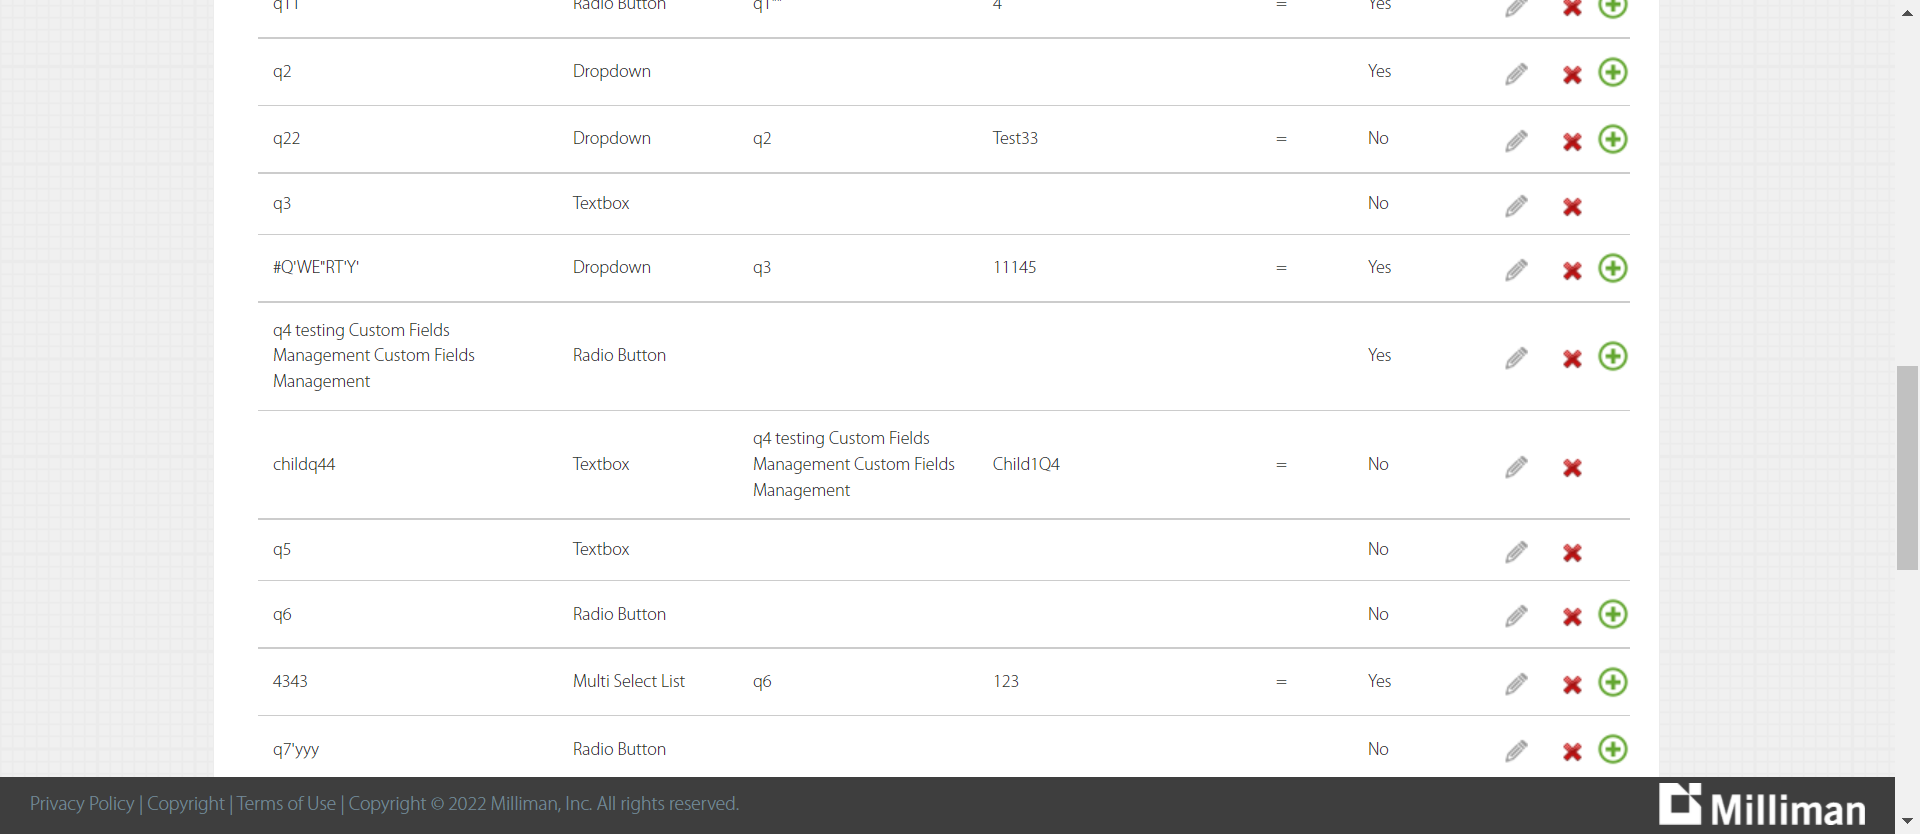 q11 Radio Button q1"" 4 = Yes
q2 Dropdown Yes
q22 Dropdown q2 Test33 = No
q3 Textbox No
#Q'WE"RT'Y' Dropdown q3 11145 = Yes
q4 testing Custom Fields
Management Custom Fields
Management
Radio Button Yes
childq44 Textbox
q4 testing Custom Fields
Management Custom Fields
Management
Child1Q4 = No
q5 Textbox No
q6 Radio Button No
4343 Multi Select List q6 123 = Yes
q7'yyy Radio Button No
Privacy Policy | Copyright | Terms of Use | Copyright © 2022 Milliman, Inc. All rights reserved.
Milliman